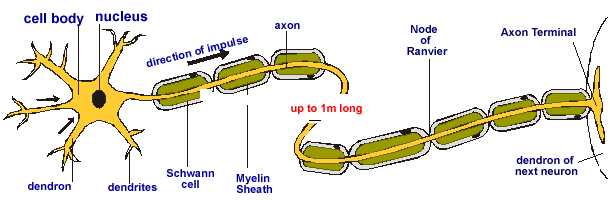 cell body
nucleus
direction of impulse
axon
Node
of
Ranvier
Axon Terminal
up to 1m long
dendron
dendrites
Schwann
cell
Myelin
Sheath
dendron of
next neuron